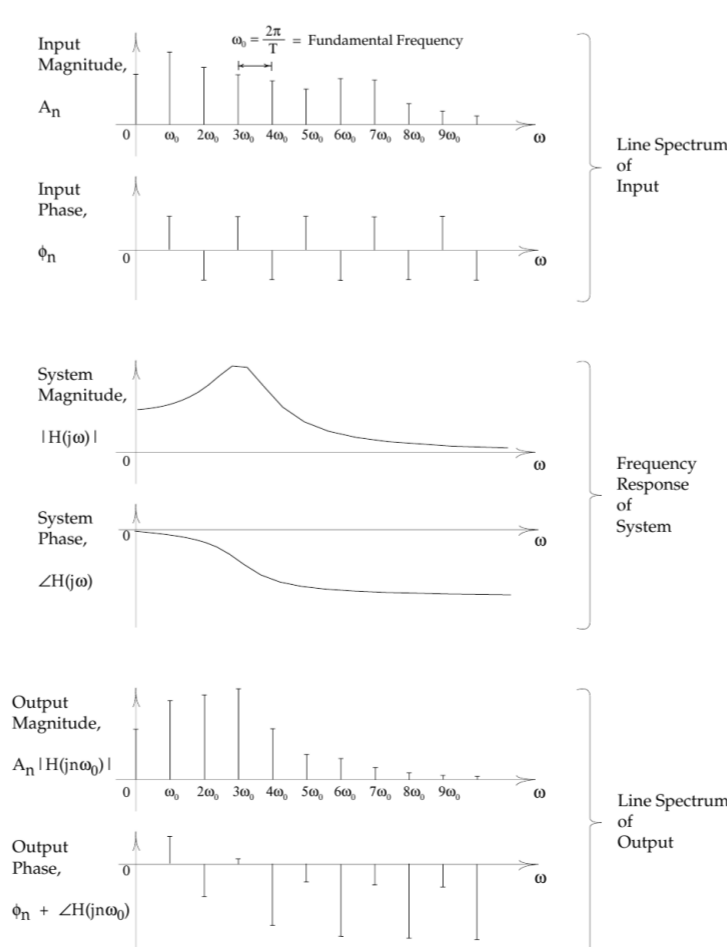 Input
Magnitude,
Aₙ
ω₀ = 2π/T = Fundamental Frequency
0 ω₀ 2ω₀ 3ω₀ 4ω₀ 5ω₀ 6ω₀ 7ω₀ 8ω₀ 9ω₀ ω
Line Spectrum
of
Input
Input
Phase,
ϕₙ
0 ω
System
Magnitude,
|H(jω)|
0 ω
Frequency
Response
of
System
System
Phase,
∠H(jω)
0 ω
Output
Magnitude,
Aₙ|H(jnω₀)|
0 ω₀ 2ω₀ 3ω₀ 4ω₀ 5ω₀ 6ω₀ 7ω₀ 8ω₀ 9ω₀ ω
Line Spectrum
of
Output
Output
Phase,
ϕₙ + ∠H(jnω₀)
0 ω